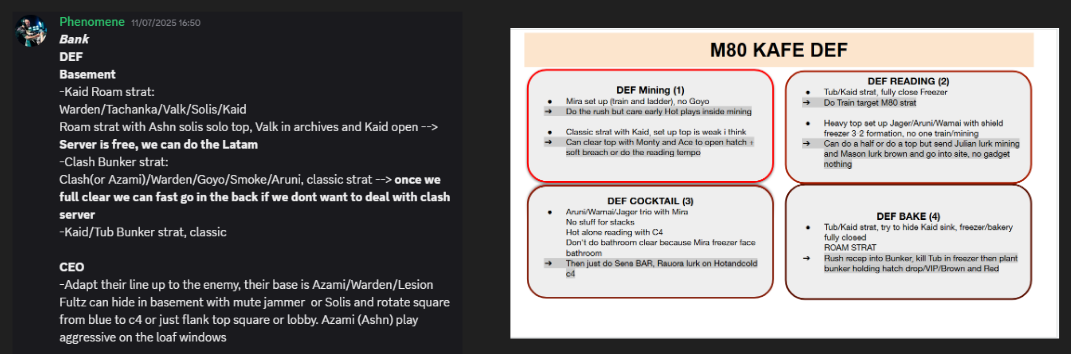 Phenomene 11/07/2025 16:50
Bank
DEF
Basement
-Kaid Roam strat:
Warden/Tachanka/Valk/Solis/Kaid
Roam strat with Ashn solis solo top, Valk in archives and Kaid open -->
Server is free, we can do the Latam
-Clash Bunker strat:
Clash(or Azami)/Warden/Goyo/Smoke/Aruni, classic strat --> once we
full clear we can fast go in the back if we dont want to deal with clash
server
-Kaid/Tub Bunker strat, classic
CEO
-Adapt their line up to the enemy, their base is Azami/Warden/Lesion
Fultz can hide in basement with mute jammer or Solis and rotate square
from blue to c4 or just flank top square or lobby. Azami (Ashn) play
aggressive on the loaf windows
M80 KAFE DEF
DEF Mining (1)
● Mira set up (train and ladder), no Goyo
➔ Do the rush but care early Hot plays inside mining
● Classic strat with Kaid, set up top is weak i think
➔ Can clear top with Monty and Ace to open hatch +
soft breach or do the reading tempo
DEF READING (2)
● Tub/Kaid strat, fully close Freezer
➔ Do Train target M80 strat
● Heavy top set up Jager/Aruni/Wamai with shield
freezer 3-2 formation, no one train/mining
➔ Can do a half or do a top but send Julian lurk mining
and Mason lurk brown and go into site, no gadget
nothing
DEF COCKTAIL (3)
● Aruni/Wamai/Jager trio with Mira
No stuff for stacks
Hot alone reading with C4
Don't do bathroom clear because Mira freezer face
bathroom
➔ Then just do Sens BAR, Rauora lurk on Hotandcold
c4
DEF BAKE (4)
● Tub/Kaid strat, try to hide Kaid sink, freezer/bakery
fully closed
ROAM STRAT
➔ Rush recep into Bunker, kill Tub in freezer then plant
bunker holding hatch drop/VIP/Brown and Red